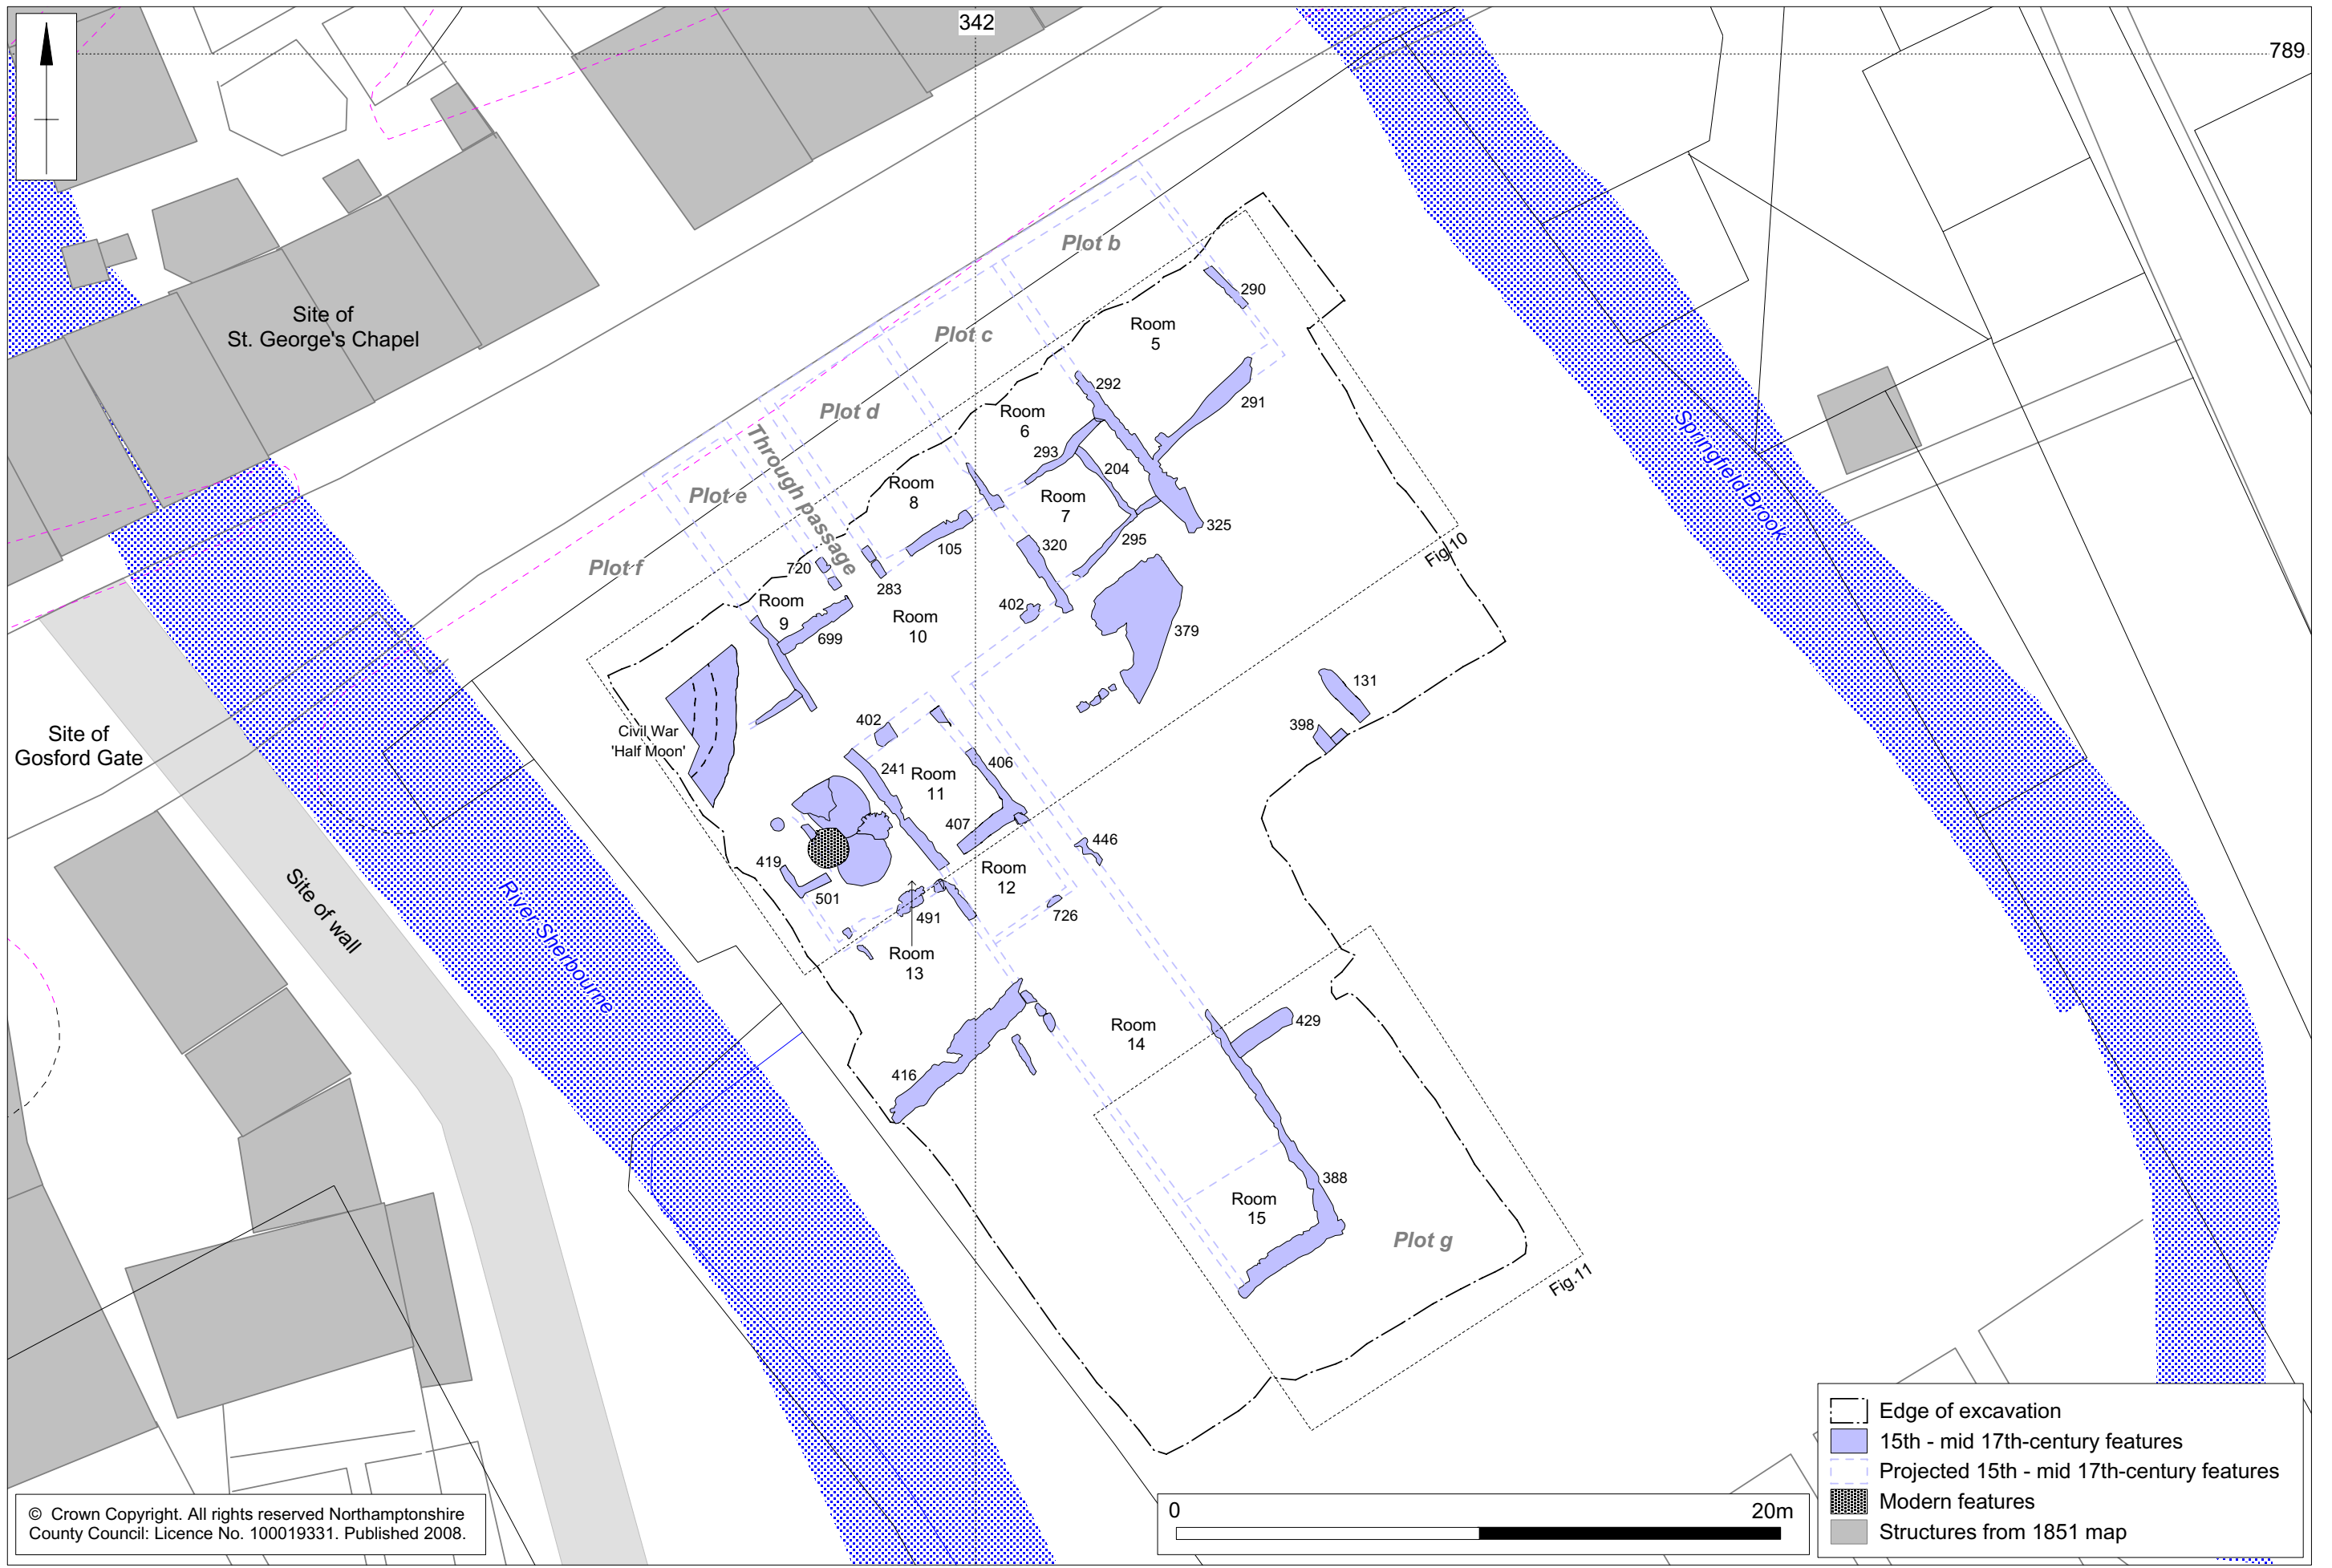 342
789
Plot b
290
Site of
St. George's Chapel
Room
5
Plot c
292
291
Plot d
Room
6
Through passage
293
204
Springfield Brook
Plot e
Room
8
Room
7
325
105
320
295
Fig.10
Plot f
720
283
Room
9
402
Room
10
699
379
131
Civil War
'Half Moon'
402
398
Site of
Gosford Gate
241
Room
11
406
407
446
419
Room
12
501
491
726
Site of wall
River Sherbourne
Room
13
Room
14
429
416
388
Room
15
Plot g
Fig.11
Edge of excavation
15th - mid 17th-century features
Projected 15th - mid 17th-century features
Modern features
Structures from 1851 map
0
20m
© Crown Copyright. All rights reserved Northamptonshire
County Council: Licence No. 100019331. Published 2008.